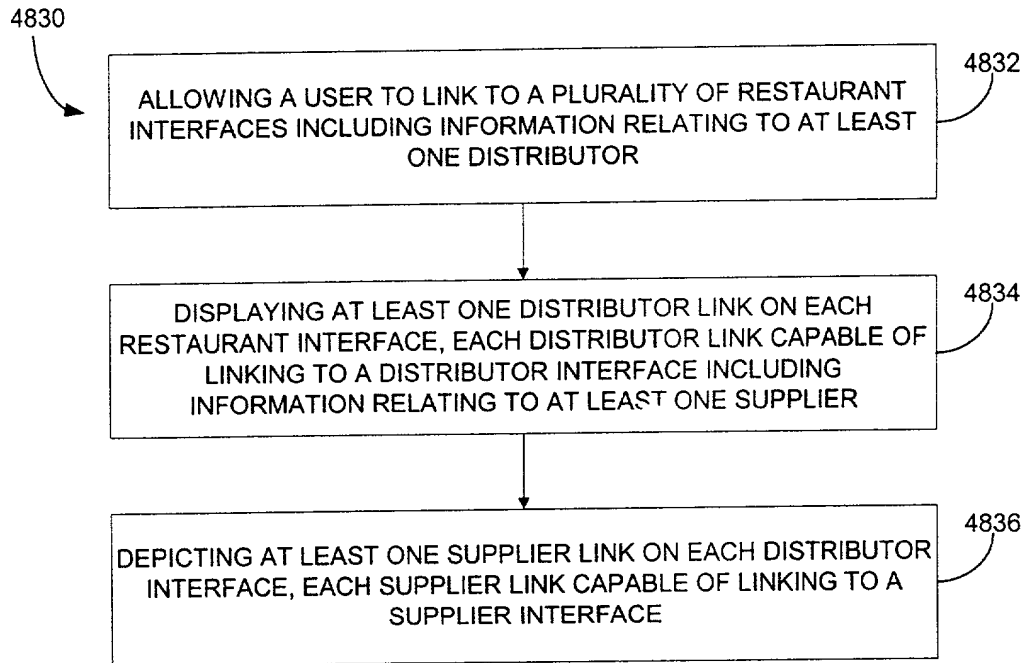 4830
4832
ALLOWING A USER TO LINK TO A PLURALITY OF RESTAURANT
INTERFACES INCLUDING INFORMATION RELATING TO AT LEAST
ONE DISTRIBUTOR
4834
DISPLAYING AT LEAST ONE DISTRIBUTOR LINK ON EACH
RESTAURANT INTERFACE, EACH DISTRIBUTOR LINK CAPABLE OF
LINKING TO A DISTRIBUTOR INTERFACE INCLUDING
INFORMATION RELATING TO AT LEAST ONE SUPPLIER
4836
DEPICTING AT LEAST ONE SUPPLIER LINK ON EACH DISTRIBUTOR
INTERFACE, EACH SUPPLIER LINK CAPABLE OF LINKING TO A
SUPPLIER INTERFACE